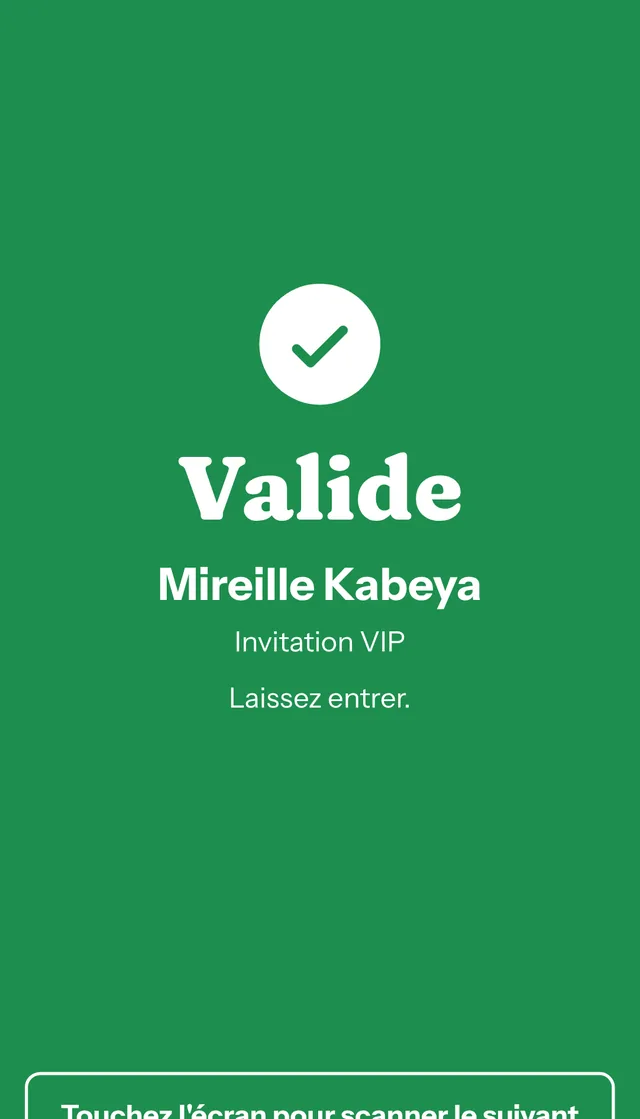 Valide
Mireille Kabeya
Invitation VIP
Laissez entrer.
Touchez l'écran pour scanner le suivant